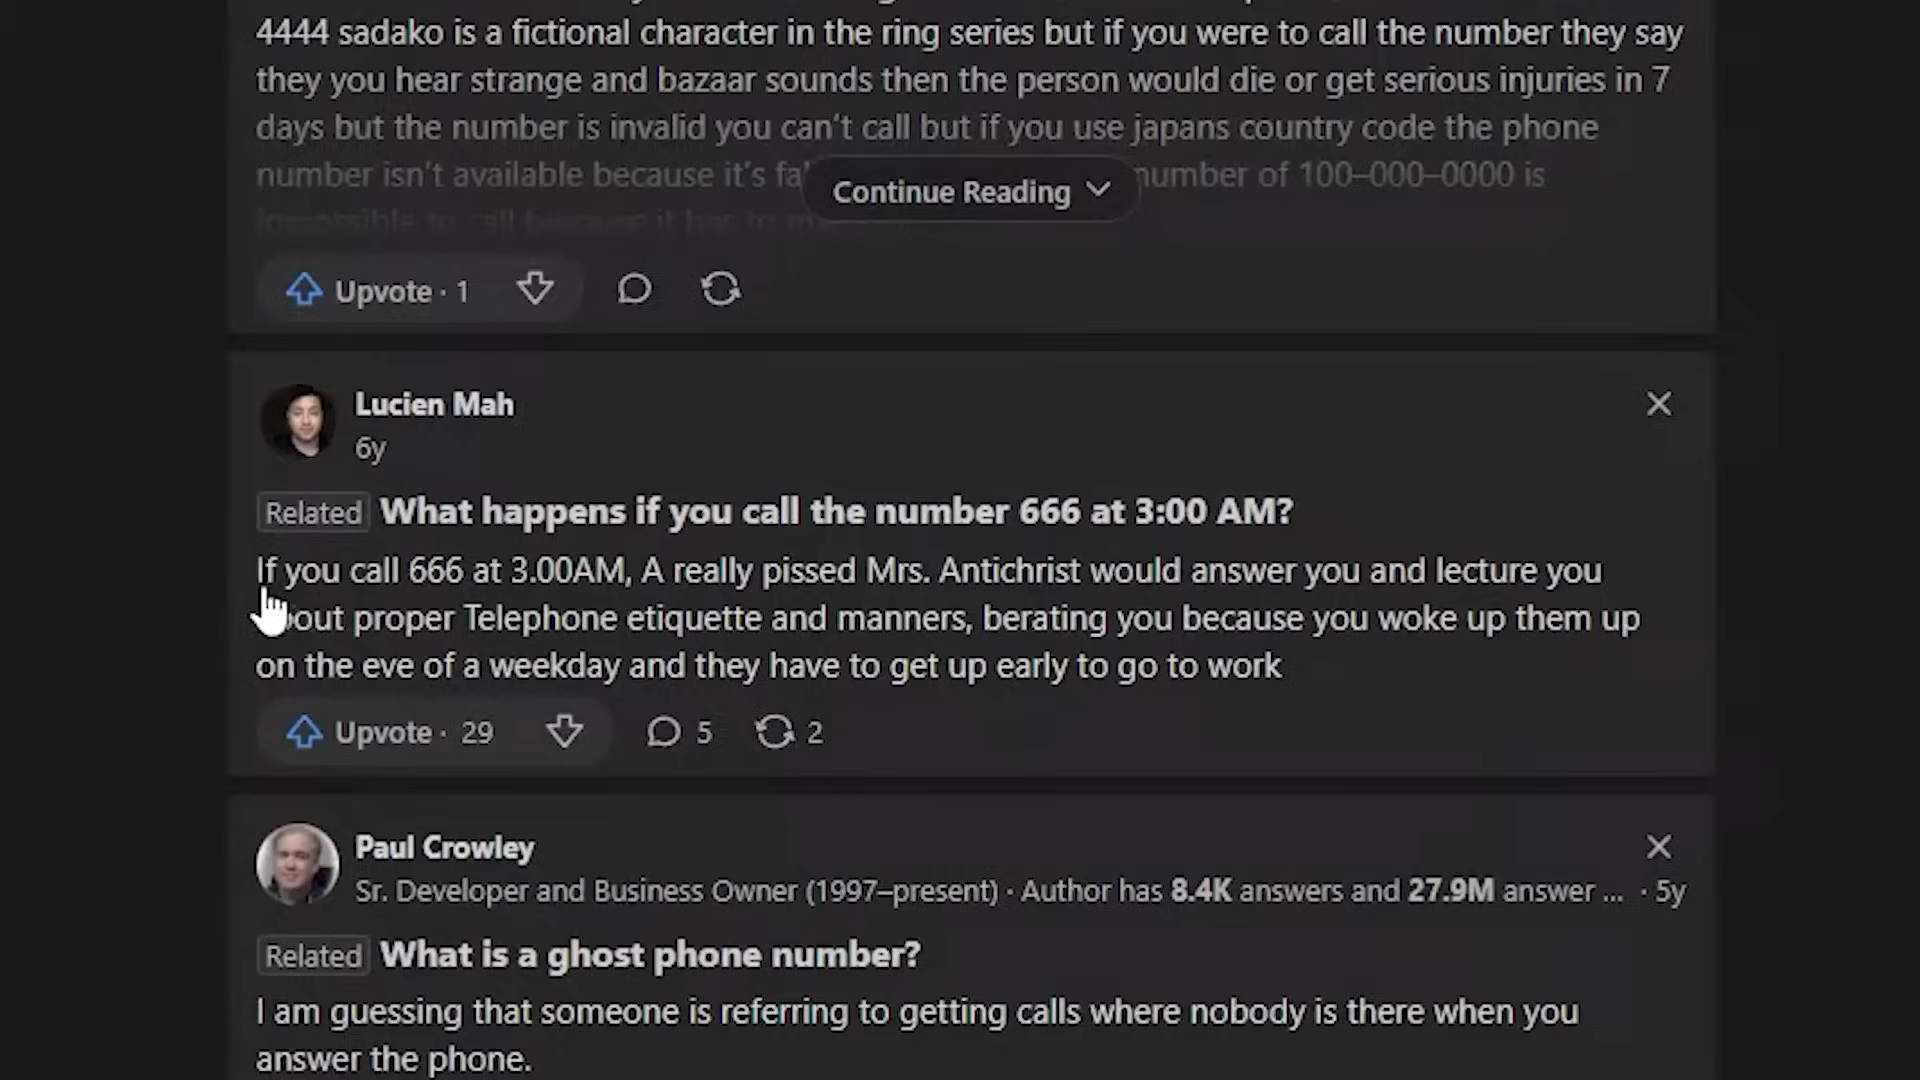 4444 sadako is a fictional character in the ring series but if you were to call the number they say
they you hear strange and bazaar sounds then the person would die or get serious injuries in 7
days but the number is invalid you can't call but if you use japans country code the phone
number isn't available because it's fa number of 100–000–0000 is
impossible to call because it has to
Continue Reading
Upvote · 1
Lucien Mah
6y
Related What happens if you call the number 666 at 3:00 AM?
If you call 666 at 3.00AM, A really pissed Mrs. Antichrist would answer you and lecture you
out proper Telephone etiquette and manners, berating you because you woke up them up
on the eve of a weekday and they have to get up early to go to work
Upvote · 29 5 2
Paul Crowley
Sr. Developer and Business Owner (1997–present) · Author has 8.4K answers and 27.9M answer ... · 5y
Related What is a ghost phone number?
I am guessing that someone is referring to getting calls where nobody is there when you
answer the phone.